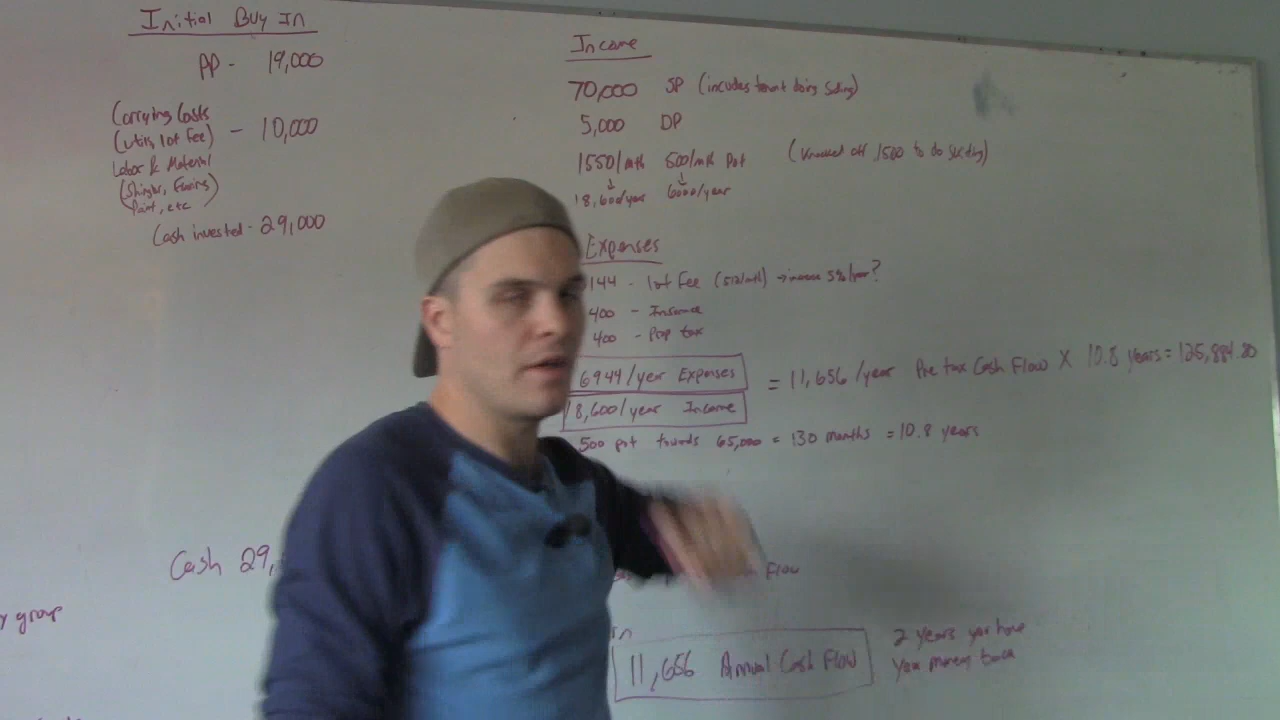 Initial Buy In
PP - 19,000
Carrying Costs
(utils, lot fee) - 10,000
Labor & Material
(Shingles,
Paint, etc
Cash invested - 29,000
Income
70,000 SP (includes tenant doing siding)
5,000 DP
1550/mth 500/mth Pot (knocked off 1500 to do siding)
18,600/year 6000/year
Expenses
144 - lot fee (512/mth) → increase 5%/year?
400 - Insurance
400 - Prop tax
6944/year Expenses = 11,656/year Pre tax Cash Flow X 10.8 years = 125,884.80
18,600/year Income
500 pot towards 65,000 = 130 months = 10.8 years
Cash 29,
Flow
group
in
11,656 Annual Cash Flow
2 years you have
your money back